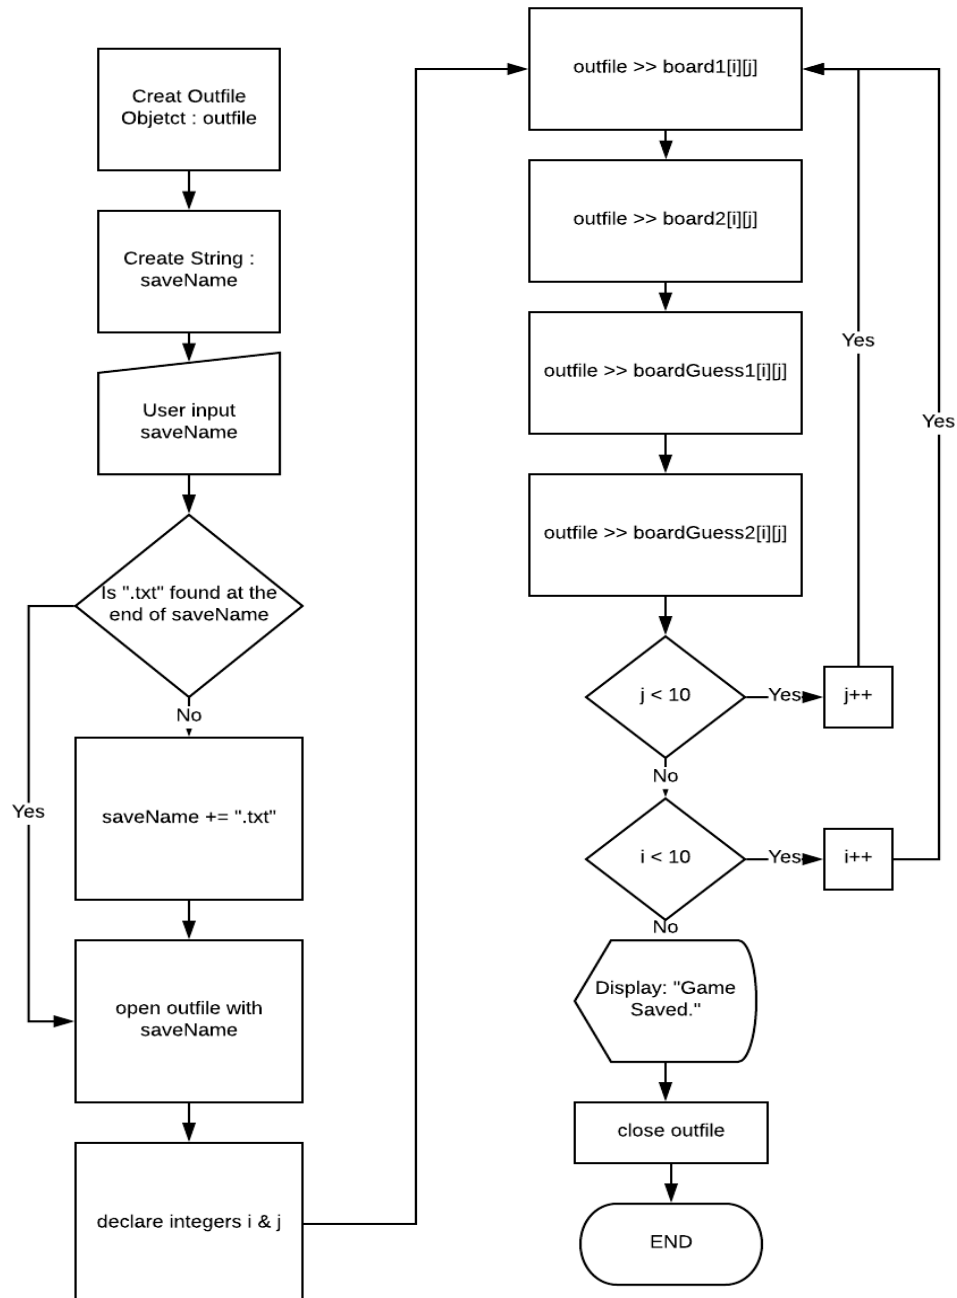 Creat Outfile
Objetct : outfile
Create String :
saveName
User input
saveName
Is ".txt" found at the
end of saveName
No
Yes
saveName += ".txt"
open outfile with
saveName
declare integers i & j
outfile >> board1[i][j]
outfile >> board2[i][j]
outfile >> boardGuess1[i][j]
outfile >> boardGuess2[i][j]
j < 10
Yes
j++
Yes
No
i < 10
Yes
i++
Yes
No
Display: "Game
Saved."
close outfile
END